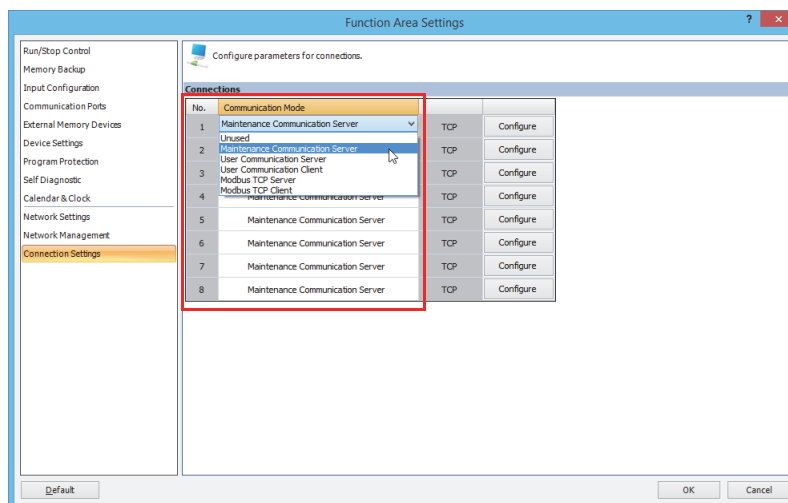 Function Area Settings
?
Run/Stop Control
Memory Backup
Input Configuration
Communication Ports
External Memory Devices
Device Settings
Program Protection
Self Diagnostic
Calendar & Clock
Network Settings
Network Management
Connection Settings
Configure parameters for connections.
Connections
No. Communication Mode
1 Maintenance Communication Server TCP Configure
Unused
Maintenance Communication Server
User Communication Server
User Communication Client
Modbus TCP Server
Modbus TCP Client
2 TCP Configure
3 TCP Configure
4 Maintenance Communication Server TCP Configure
5 Maintenance Communication Server TCP Configure
6 Maintenance Communication Server TCP Configure
7 Maintenance Communication Server TCP Configure
8 Maintenance Communication Server TCP Configure
Default OK Cancel